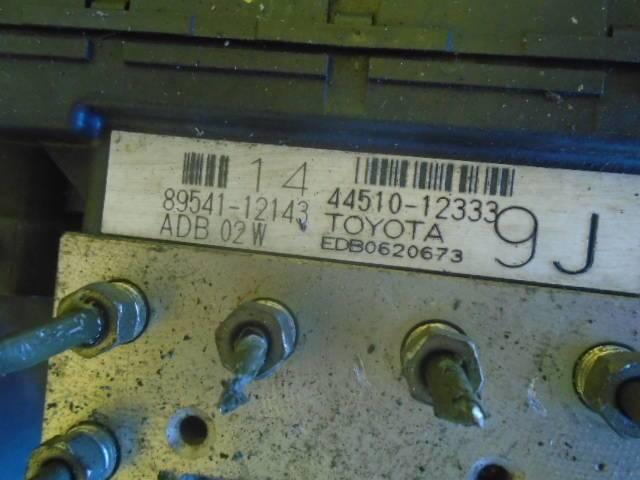 14
89541-12143 44510-12333
ADB 02W TOYOTA
EDB0620673
9J